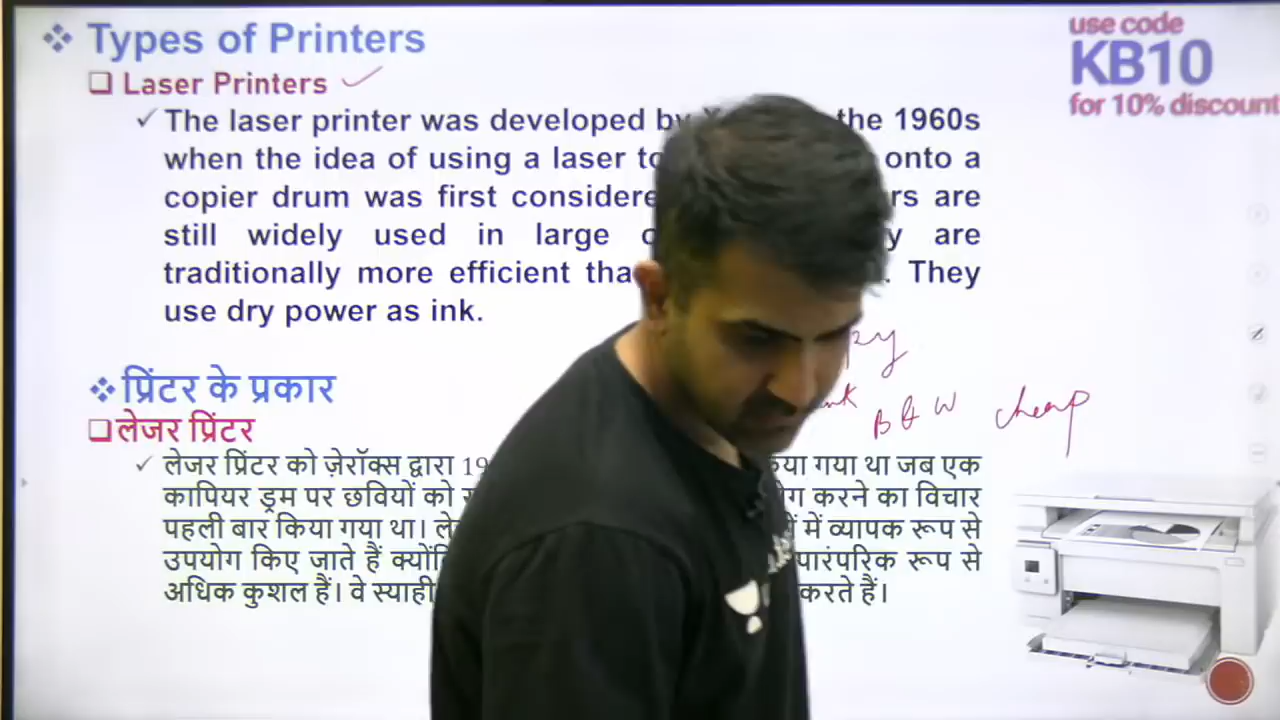 Types of Printers
use code
KB10
for 10% discount
Laser Printers
The laser printer was developed by the 1960s
when the idea of using a laser to onto a
copier drum was first are
still widely used in large are
traditionally more efficient They
use dry power as ink.
B & W cheap
प्रिंटर के प्रकार
लेजर प्रिंटर
लेजर प्रिंटर को ज़ेरॉक्स द्वारा गया था जब एक
कापियर ड्रम पर छवियों को करने का विचार
पहली बार किया गया था। में व्यापक रूप से
उपयोग किए जाते हैं पारंपरिक रूप से
अधिक कुशल हैं। वे करते हैं।